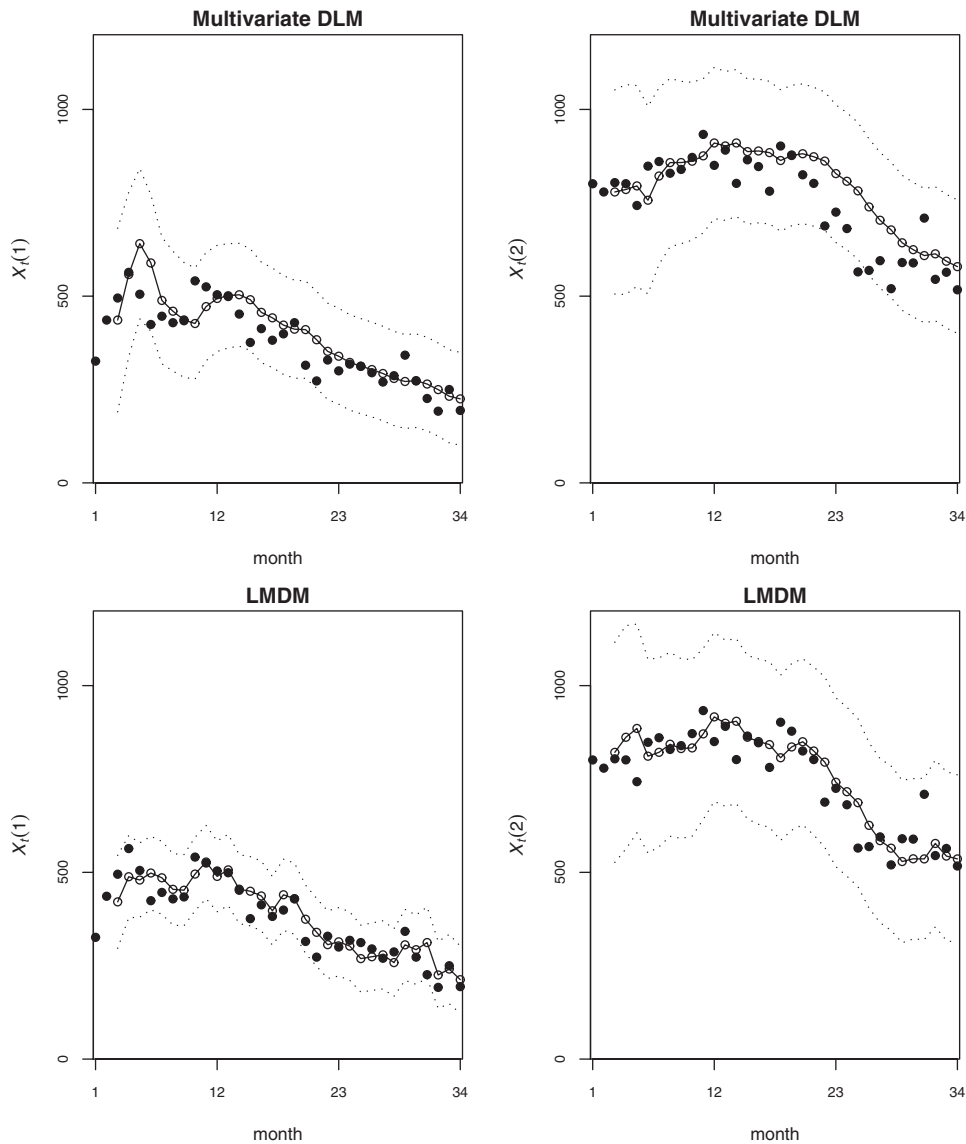 Multivariate DLM
X_t(1)
1000
500
0
1
12
23
34
month
Multivariate DLM
X_t(2)
1000
500
0
1
12
23
34
month
LMDM
X_t(1)
1000
500
0
1
12
23
34
month
LMDM
X_t(2)
1000
500
0
1
12
23
34
month